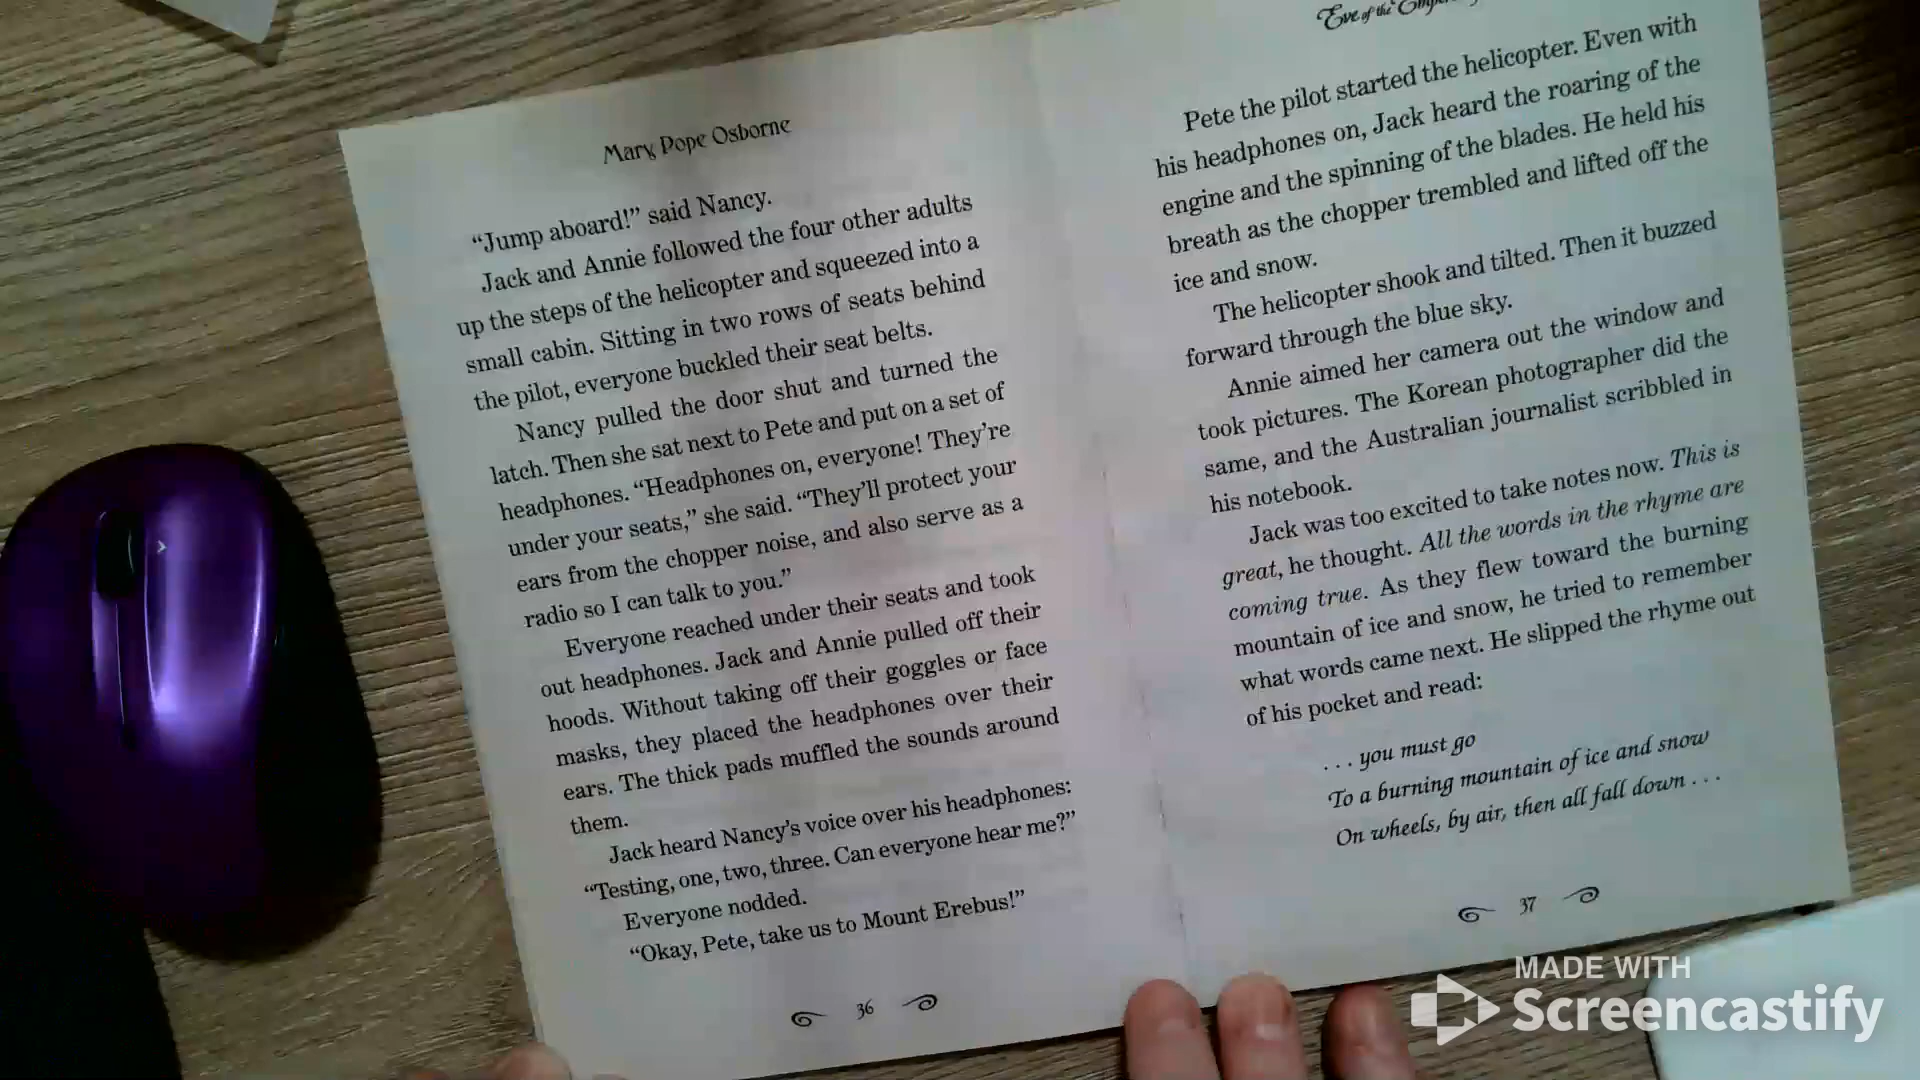 Mary Pope Osborne
“Jump aboard!” said Nancy.
Jack and Annie followed the four other adults
up the steps of the helicopter and squeezed into a
small cabin. Sitting in two rows of seats behind
the pilot, everyone buckled their seat belts.
Nancy pulled the door shut and turned the
latch. Then she sat next to Pete and put on a set of
headphones. “Headphones on, everyone! They’re
under your seats,” she said. “They’ll protect your
ears from the chopper noise, and also serve as a
radio so I can talk to you.”
Everyone reached under their seats and took
out headphones. Jack and Annie pulled off their
hoods. Without taking off their goggles or face
masks, they placed the headphones over their
ears. The thick pads muffled the sounds around
them.
Jack heard Nancy’s voice over his headphones:
“Testing, one, two, three. Can everyone hear me?”
Everyone nodded.
“Okay, Pete, take us to Mount Erebus!”
36
Eve of the
Pete the pilot started the helicopter. Even with
his headphones on, Jack heard the roaring of the
engine and the spinning of the blades. He held his
breath as the chopper trembled and lifted off the
ice and snow.
The helicopter shook and tilted. Then it buzzed
forward through the blue sky.
Annie aimed her camera out the window and
took pictures. The Korean photographer did the
same, and the Australian journalist scribbled in
his notebook.
Jack was too excited to take notes now. This is
great, he thought. All the words in the rhyme are
coming true. As they flew toward the burning
mountain of ice and snow, he tried to remember
what words came next. He slipped the rhyme out
of his pocket and read:
. . . you must go
To a burning mountain of ice and snow
On wheels, by air, then all fall down . . .
37
MADE WITH
Screencastify